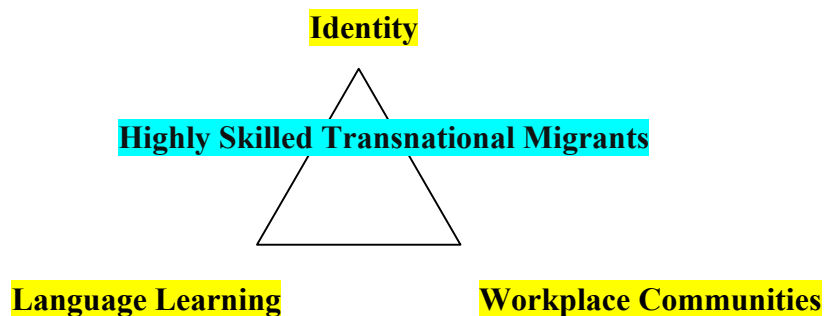 Identity
Highly Skilled Transnational Migrants
Language Learning Workplace Communities